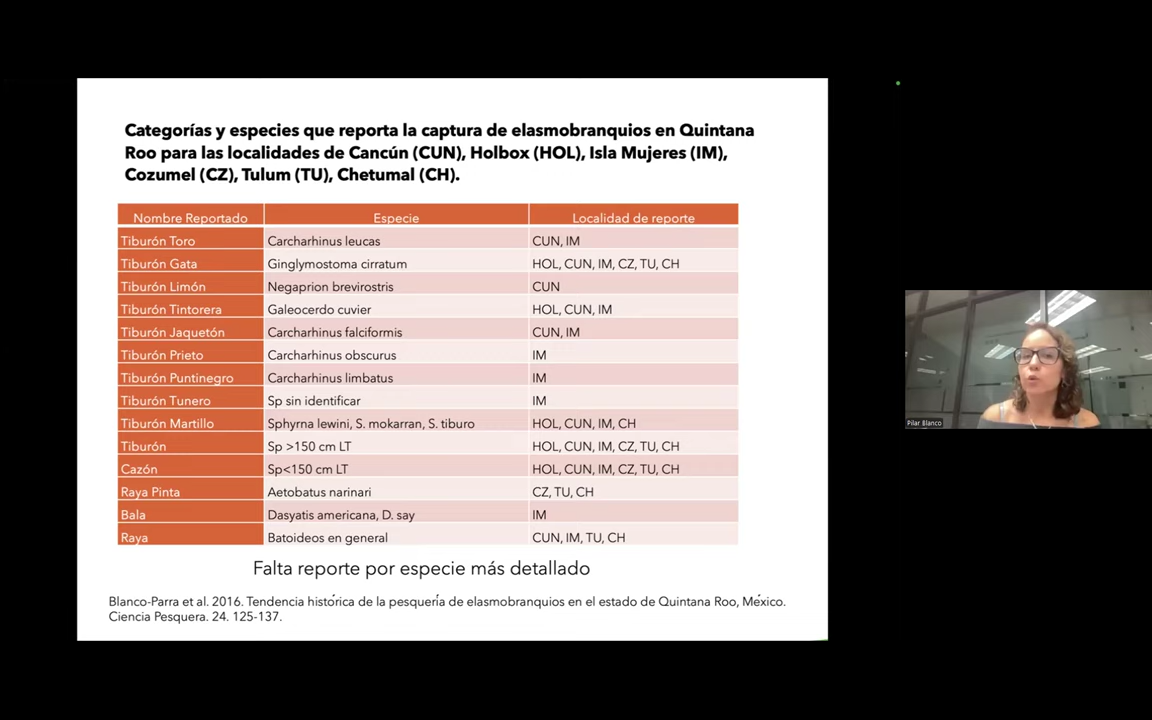 Categorías y especies que reporta la captura de elasmobranquios en Quintana
Roo para las localidades de Cancún (CUN), Holbox (HOL), Isla Mujeres (IM),
Cozumel (CZ), Tulum (TU), Chetumal (CH).
Nombre Reportado Especie Localidad de reporte
Tiburón Toro Carcharhinus leucas CUN, IM
Tiburón Gata Ginglymostoma cirratum HOL, CUN, IM, CZ, TU, CH
Tiburón Limón Negaprion brevirostris CUN
Tiburón Tintorera Galeocerdo cuvier HOL, CUN, IM
Tiburón Jaquetón Carcharhinus falciformis CUN, IM
Tiburón Prieto Carcharhinus obscurus IM
Tiburón Puntinegro Carcharhinus limbatus IM
Tiburón Tunero Sp sin identificar IM
Tiburón Martillo Sphyrna lewini, S. mokarran, S. tiburo HOL, CUN, IM, CH
Tiburón Sp >150 cm LT HOL, CUN, IM, CZ, TU, CH
Cazón Sp<150 cm LT HOL, CUN, IM, CZ, TU, CH
Raya Pinta Aetobatus narinari CZ, TU, CH
Bala Dasyatis americana, D. say IM
Raya Batoideos en general CUN, IM, TU, CH
Falta reporte por especie más detallado
Blanco-Parra et al. 2016. Tendencia histórica de la pesquería de elasmobranquios en el estado de Quintana Roo, México.
Ciencia Pesquera. 24. 125-137.
Pilar Blanco